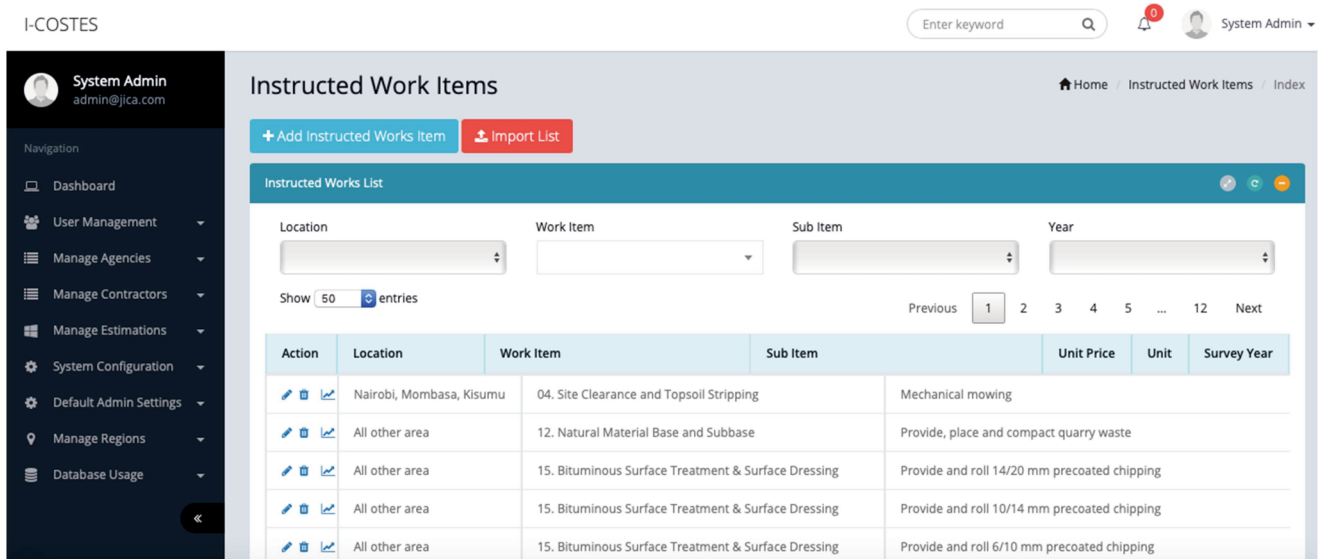 I-COSTES
Enter keyword
0
System Admin
System Admin
admin@jica.com
Navigation
Dashboard
User Management
Manage Agencies
Manage Contractors
Manage Estimations
System Configuration
Default Admin Settings
Manage Regions
Database Usage
«
Instructed Work Items
Home / Instructed Work Items / Index
+ Add Instructed Works Item
Import List
Instructed Works List
Location Work Item Sub Item Year
Show 50 entries
Previous 1 2 3 4 5 ... 12 Next
Action Location Work Item Sub Item Unit Price Unit Survey Year
Nairobi, Mombasa, Kisumu 04. Site Clearance and Topsoil Stripping Mechanical mowing
All other area 12. Natural Material Base and Subbase Provide, place and compact quarry waste
All other area 15. Bituminous Surface Treatment & Surface Dressing Provide and roll 14/20 mm precoated chipping
All other area 15. Bituminous Surface Treatment & Surface Dressing Provide and roll 10/14 mm precoated chipping
All other area 15. Bituminous Surface Treatment & Surface Dressing Provide and roll 6/10 mm precoated chipping